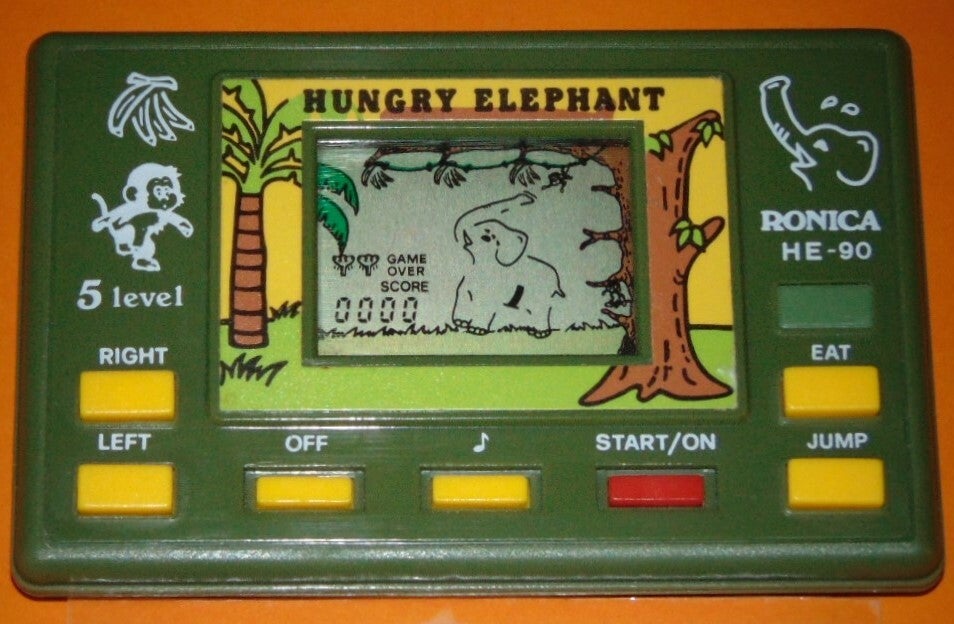 HUNGRY ELEPHANT
RONICA
HE-90
GAME
OVER
SCORE
0000
5 level
RIGHT
EAT
LEFT
OFF
♪
START/ON
JUMP